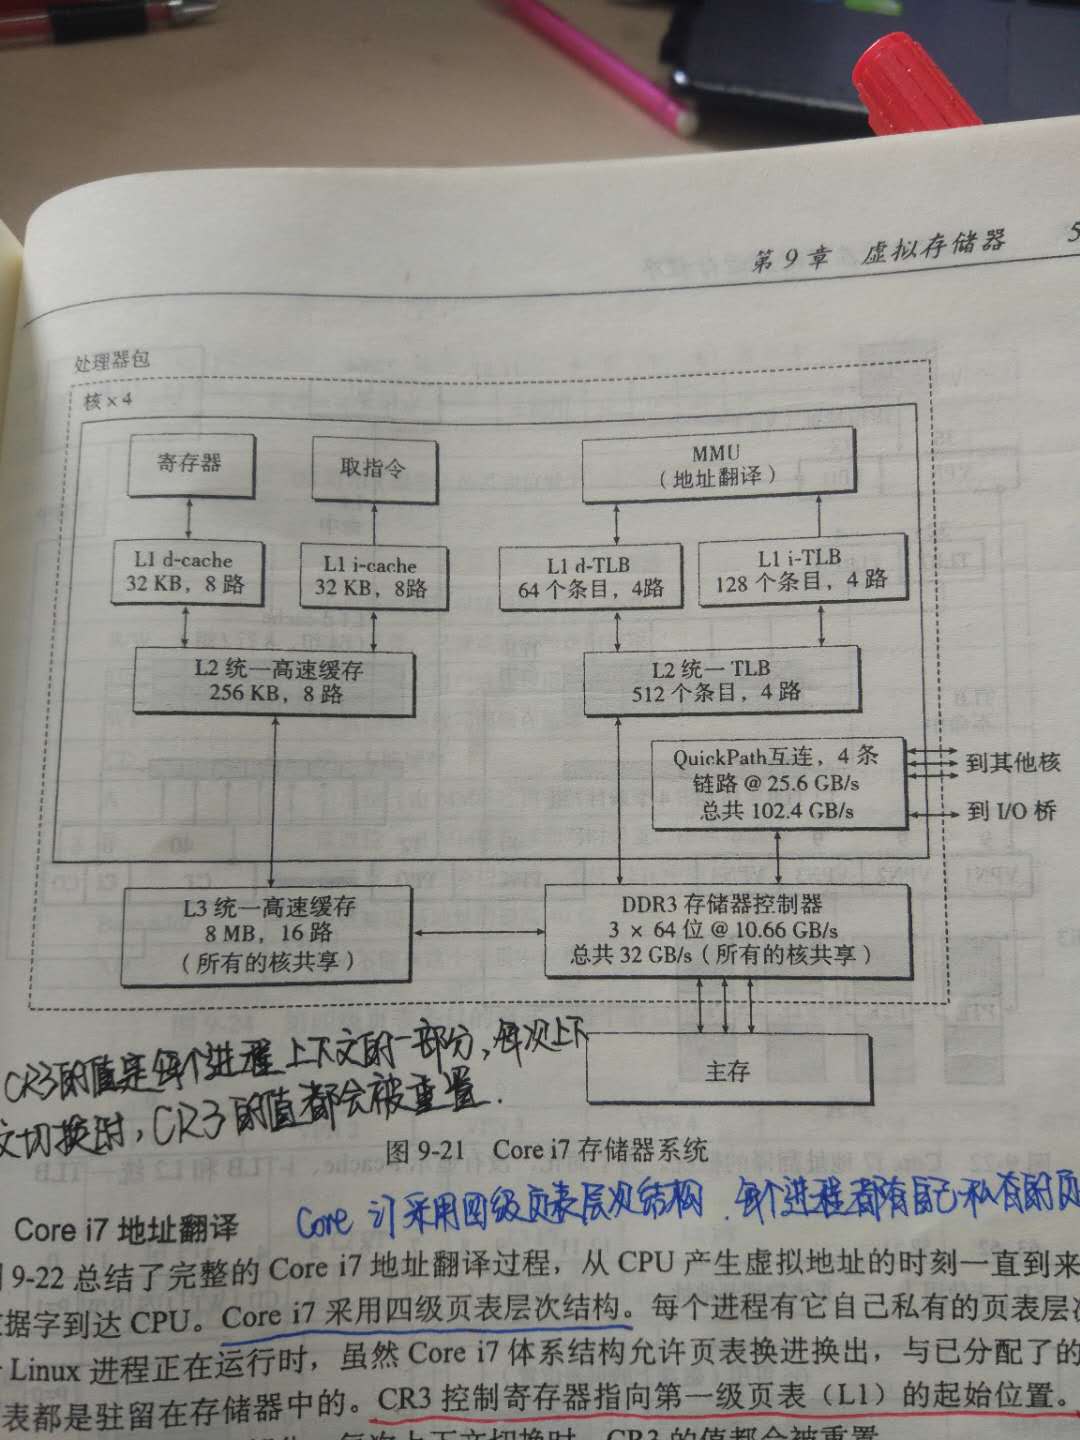 第9章 虚拟存储器 5
处理器包
核×4
寄存器
取指令
MMU
(地址翻译)
L1 d-cache
32 KB，8 路
L1 i-cache
32 KB，8路
L1 d-TLB
64 个条目，4路
L1 i-TLB
128 个条目，4 路
L2 统一高速缓存
256 KB，8 路
L2 统一 TLB
512 个条目，4 路
QuickPath互连，4 条
链路 @ 25.6 GB/s
总共 102.4 GB/s
到其他核
到 I/O 桥
L3 统一高速缓存
8 MB，16 路
(所有的核共享)
DDR3 存储器控制器
3 × 64 位 @ 10.66 GB/s
总共 32 GB/s (所有的核共享)
主存
CR3的值是每个进程上下文的一部分，每次上下
文切换时，CR3的值都会被重置.
图 9-21 Core i7 存储器系统
Core i7 地址翻译
Core i7采用四级页表层次结构.每个进程都有自己私有的页
9-22 总结了完整的 Core i7 地址翻译过程，从 CPU 产生虚拟地址的时刻一直到来
据字到达 CPU。Core i7 采用四级页表层次结构。每个进程有它自己私有的页表层
Linux 进程正在运行时，虽然 Core i7 体系结构允许页表换进换出，与已分配了的
表都是驻留在存储器中的。CR3 控制寄存器指向第一级页表（L1）的起始位置。
每次上下文切换时，CR3 的值都会被重置